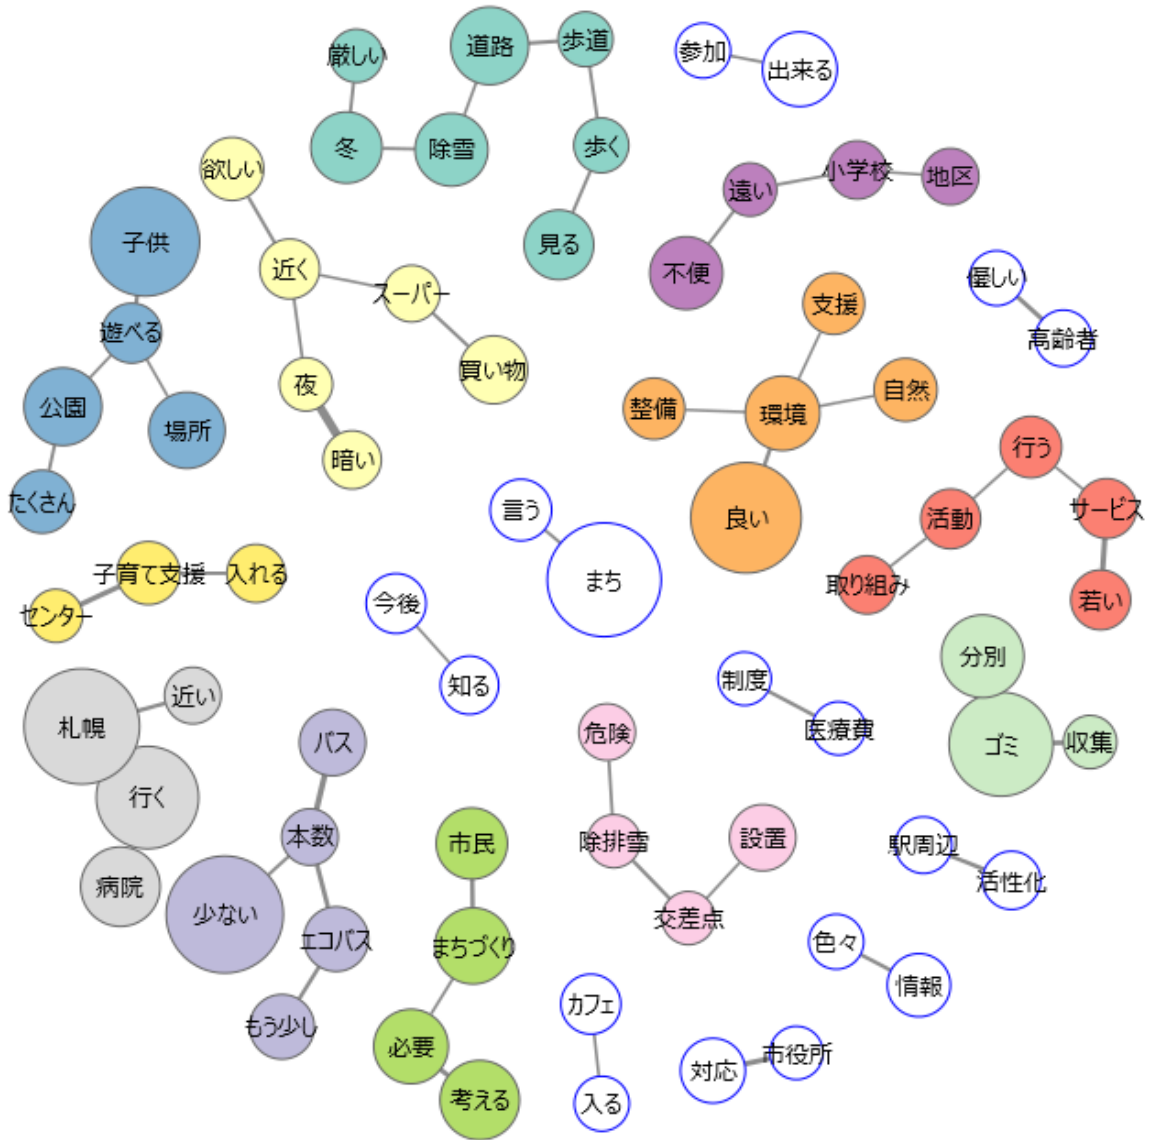 厳しい
道路
歩道
冬
除雪
歩く
見る
参加
出来る
欲しい
近く
スーパー
買い物
夜
暗い
子供
遊べる
公園
場所
たくさん
遠い
小学校
地区
不便
優しい
高齢者
支援
整備
環境
自然
良い
行う
サービス
活動
取り組み
若い
言う
まち
子育て支援
入れる
センター
今後
知る
札幌
近い
行く
病院
バス
本数
少ない
エコバス
もう少し
市民
まちづくり
必要
考える
危険
除排雪
設置
交差点
制度
医療費
分別
ゴミ
収集
駅周辺
活性化
色々
情報
カフェ
入る
対応
市役所